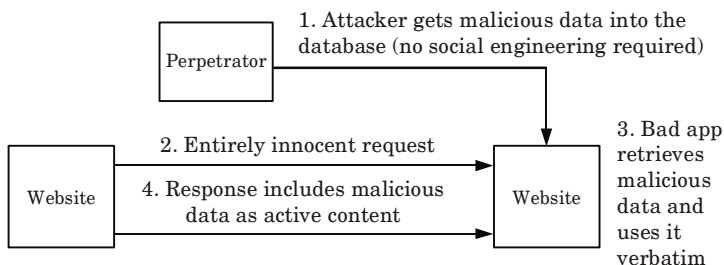 1. Attacker gets malicious data into the
database (no social engineering required)
Perpetrator
2. Entirely innocent request
3. Bad app
retrieves
malicious
data and
uses it
verbatim
Website
4. Response includes malicious
data as active content
Website